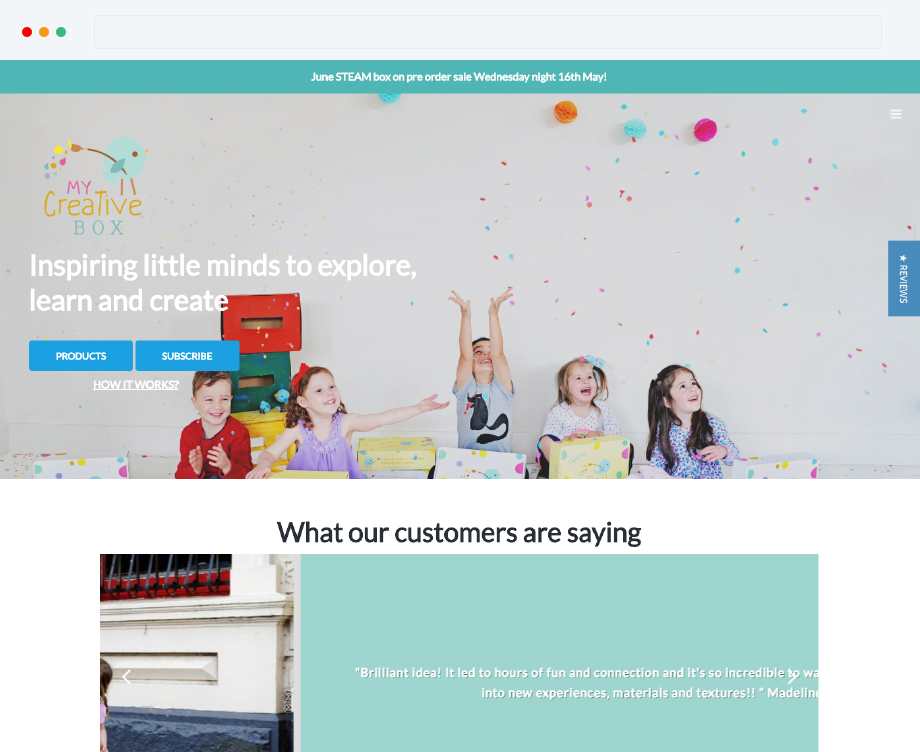 June STEAM box on pre order sale Wednesday night 16th May!
MY
Creative
BOX
Inspiring little minds to explore,
learn and create
★ REVIEWS
PRODUCTS
SUBSCRIBE
HOW IT WORKS?
What our customers are saying
"Brilliant idea! It led to hours of fun and connection and it's so incredible to wa
into new experiences, materials and textures!! " Madeline